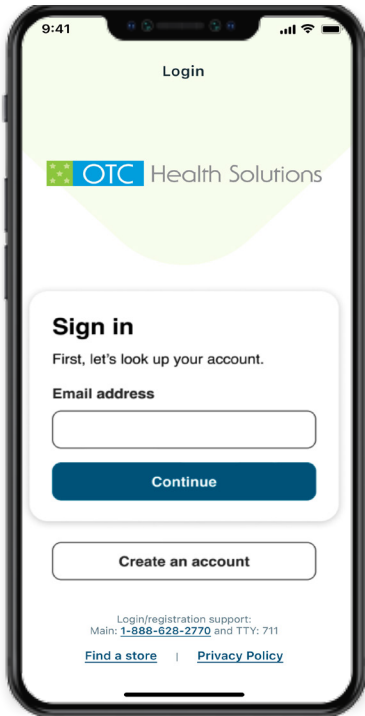 9:41
Login
OTC Health Solutions
Sign in
First, let's look up your account.
Email address
Continue
Create an account
Login/registration support:
Main: 1-888-628-2770 and TTY: 711
Find a store | Privacy Policy